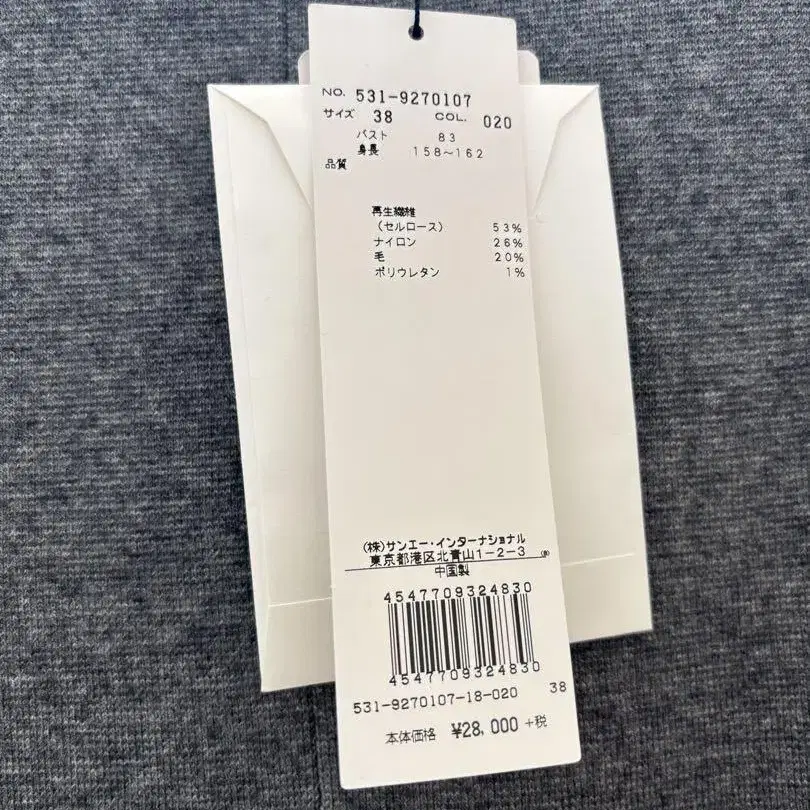 NO. 531-9270107
サイズ 38 COL. 020
バスト 83
身長 158~162
品質
再生繊維
(セルロース) 53%
ナイロン 26%
毛 20%
ポリウレタン 1%
(株)サンエー・インターナショナル
東京都港区北青山1-2-3
中国製
4547709324830
4547709324830
531-9270107-18-020 38
本体価格 ¥28,000 +税